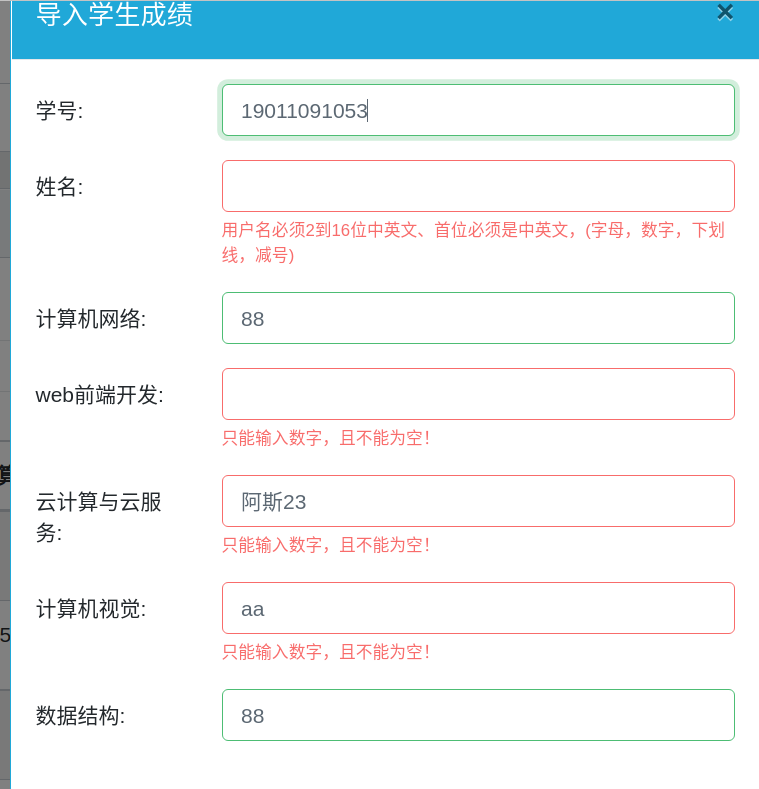 导入学生成绩
×
学号:
19011091053
姓名:
用户名必须2到16位中英文、首位必须是中英文，(字母，数字，下划
线，减号)
计算机网络:
88
web前端开发:
只能输入数字，且不能为空！
云计算与云服
务:
阿斯23
只能输入数字，且不能为空！
计算机视觉:
aa
只能输入数字，且不能为空！
数据结构:
88
算
5